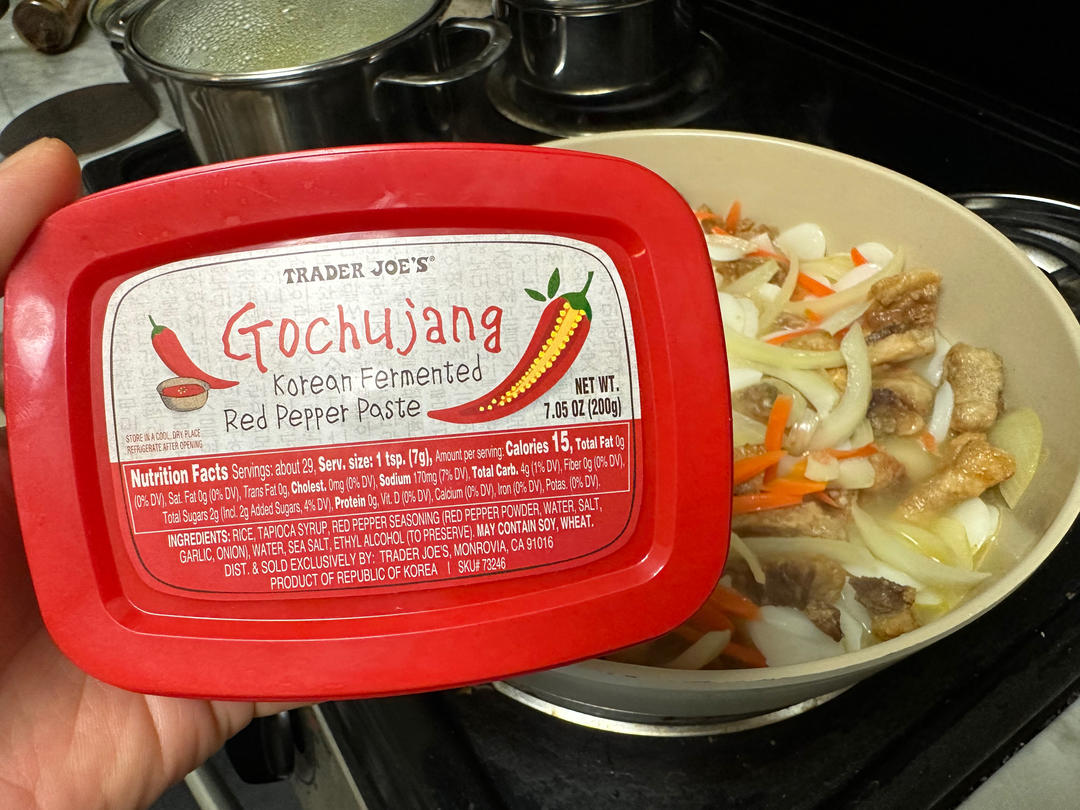 TRADER JOE'S®
Gochujang
Korean Fermented
Red Pepper Paste
NET WT.
7.05 OZ (200g)
STORE IN A COOL, DRY PLACE
REFRIGERATE AFTER OPENING
Nutrition Facts Servings: about 29, Serv. size: 1 tsp. (7g), Amount per serving: Calories 15, Total Fat 0g
(0% DV), Sat. Fat 0g (0% DV), Trans Fat 0g, Cholest. 0mg (0% DV), Sodium 170mg (7% DV), Total Carb. 4g (1% DV), Fiber 0g (0% DV),
Total Sugars 2g (Incl. 2g Added Sugars, 4% DV), Protein 0g, Vit. D (0% DV), Calcium (0% DV), Iron (0% DV), Potas. (0% DV).
INGREDIENTS: RICE, TAPIOCA SYRUP, RED PEPPER SEASONING (RED PEPPER POWDER, WATER, SALT,
GARLIC, ONION), WATER, SEA SALT, ETHYL ALCOHOL (TO PRESERVE). MAY CONTAIN SOY, WHEAT.
DIST. & SOLD EXCLUSIVELY BY: TRADER JOE'S, MONROVIA, CA 91016
PRODUCT OF REPUBLIC OF KOREA | SKU# 73246